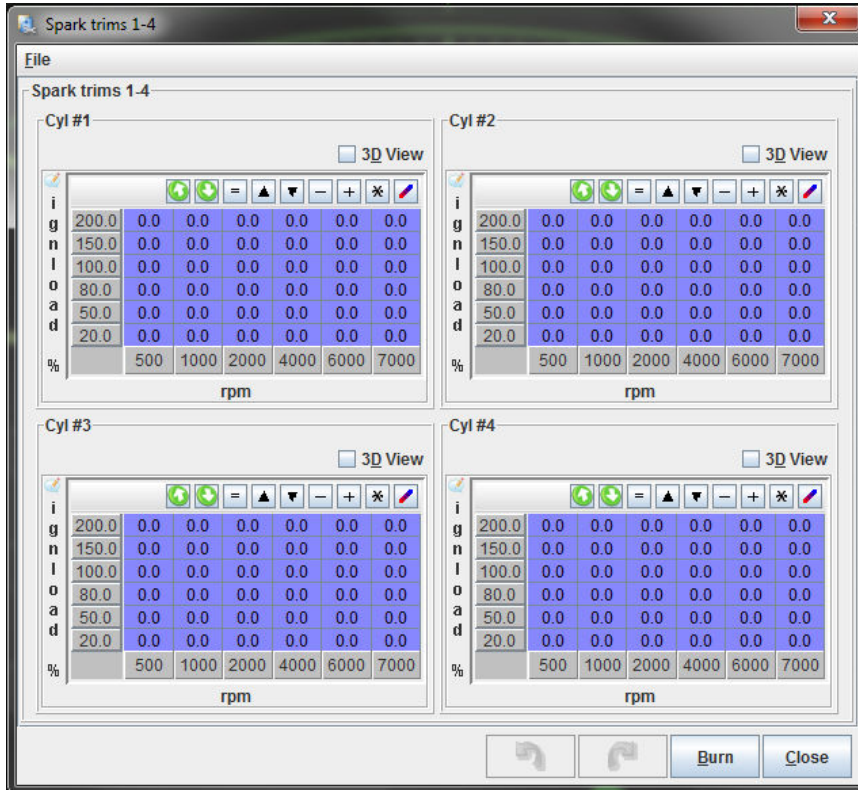 Spark trims 1-4
File
Spark trims 1-4
Cyl #1
3D View
ignload %
= - + *
200.0 0.0 0.0 0.0 0.0 0.0 0.0
150.0 0.0 0.0 0.0 0.0 0.0 0.0
100.0 0.0 0.0 0.0 0.0 0.0 0.0
80.0 0.0 0.0 0.0 0.0 0.0 0.0
50.0 0.0 0.0 0.0 0.0 0.0 0.0
20.0 0.0 0.0 0.0 0.0 0.0 0.0
500 1000 2000 4000 6000 7000
rpm
Cyl #2
3D View
ignload %
= - + *
200.0 0.0 0.0 0.0 0.0 0.0 0.0
150.0 0.0 0.0 0.0 0.0 0.0 0.0
100.0 0.0 0.0 0.0 0.0 0.0 0.0
80.0 0.0 0.0 0.0 0.0 0.0 0.0
50.0 0.0 0.0 0.0 0.0 0.0 0.0
20.0 0.0 0.0 0.0 0.0 0.0 0.0
500 1000 2000 4000 6000 7000
rpm
Cyl #3
3D View
ignload %
= - + *
200.0 0.0 0.0 0.0 0.0 0.0 0.0
150.0 0.0 0.0 0.0 0.0 0.0 0.0
100.0 0.0 0.0 0.0 0.0 0.0 0.0
80.0 0.0 0.0 0.0 0.0 0.0 0.0
50.0 0.0 0.0 0.0 0.0 0.0 0.0
20.0 0.0 0.0 0.0 0.0 0.0 0.0
500 1000 2000 4000 6000 7000
rpm
Cyl #4
3D View
ignload %
= - + *
200.0 0.0 0.0 0.0 0.0 0.0 0.0
150.0 0.0 0.0 0.0 0.0 0.0 0.0
100.0 0.0 0.0 0.0 0.0 0.0 0.0
80.0 0.0 0.0 0.0 0.0 0.0 0.0
50.0 0.0 0.0 0.0 0.0 0.0 0.0
20.0 0.0 0.0 0.0 0.0 0.0 0.0
500 1000 2000 4000 6000 7000
rpm
Burn
Close